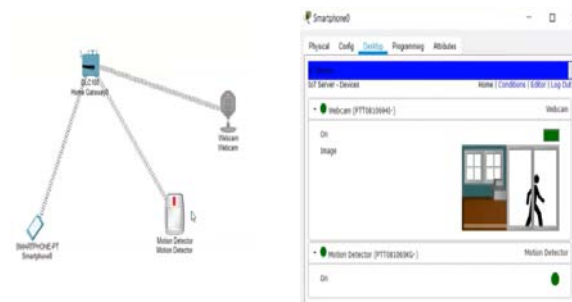 DLC100
Home Gateway0
Webcam
Webcam
SMARTPHONE-PT
Smartphone0
Motion Detector
Motion Detector
Smartphone0
Physical Config Desktop Programming Attributes
IoT Server - Devices Home | Conditions | Editor | Log Out
Webcam Webcam
On
Image
Motion Detector Motion Detector
On